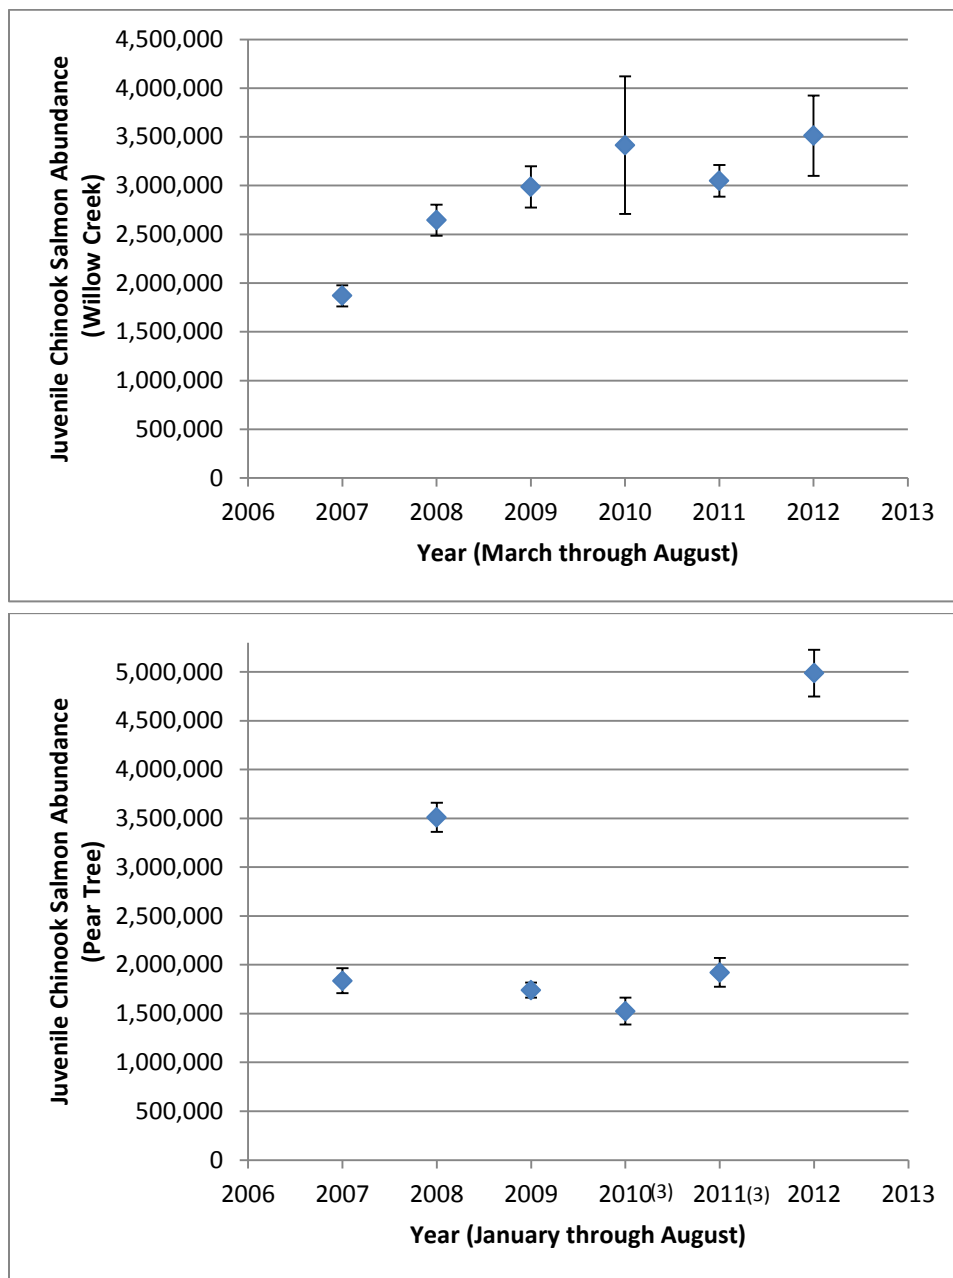 Juvenile Chinook Salmon Abundance
(Willow Creek)
4,500,000
4,000,000
3,500,000
3,000,000
2,500,000
2,000,000
1,500,000
1,000,000
500,000
0
2006 2007 2008 2009 2010 2011 2012 2013
Year (March through August)
Juvenile Chinook Salmon Abundance
(Pear Tree)
5,000,000
4,500,000
4,000,000
3,500,000
3,000,000
2,500,000
2,000,000
1,500,000
1,000,000
500,000
0
2006 2007 2008 2009 2010(3) 2011(3) 2012 2013
Year (January through August)